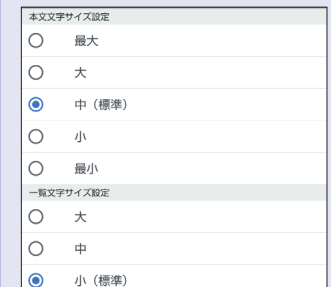 本文文字サイズ設定
最大
大
中（標準）
小
最小
一覧文字サイズ設定
大
中
小（標準）